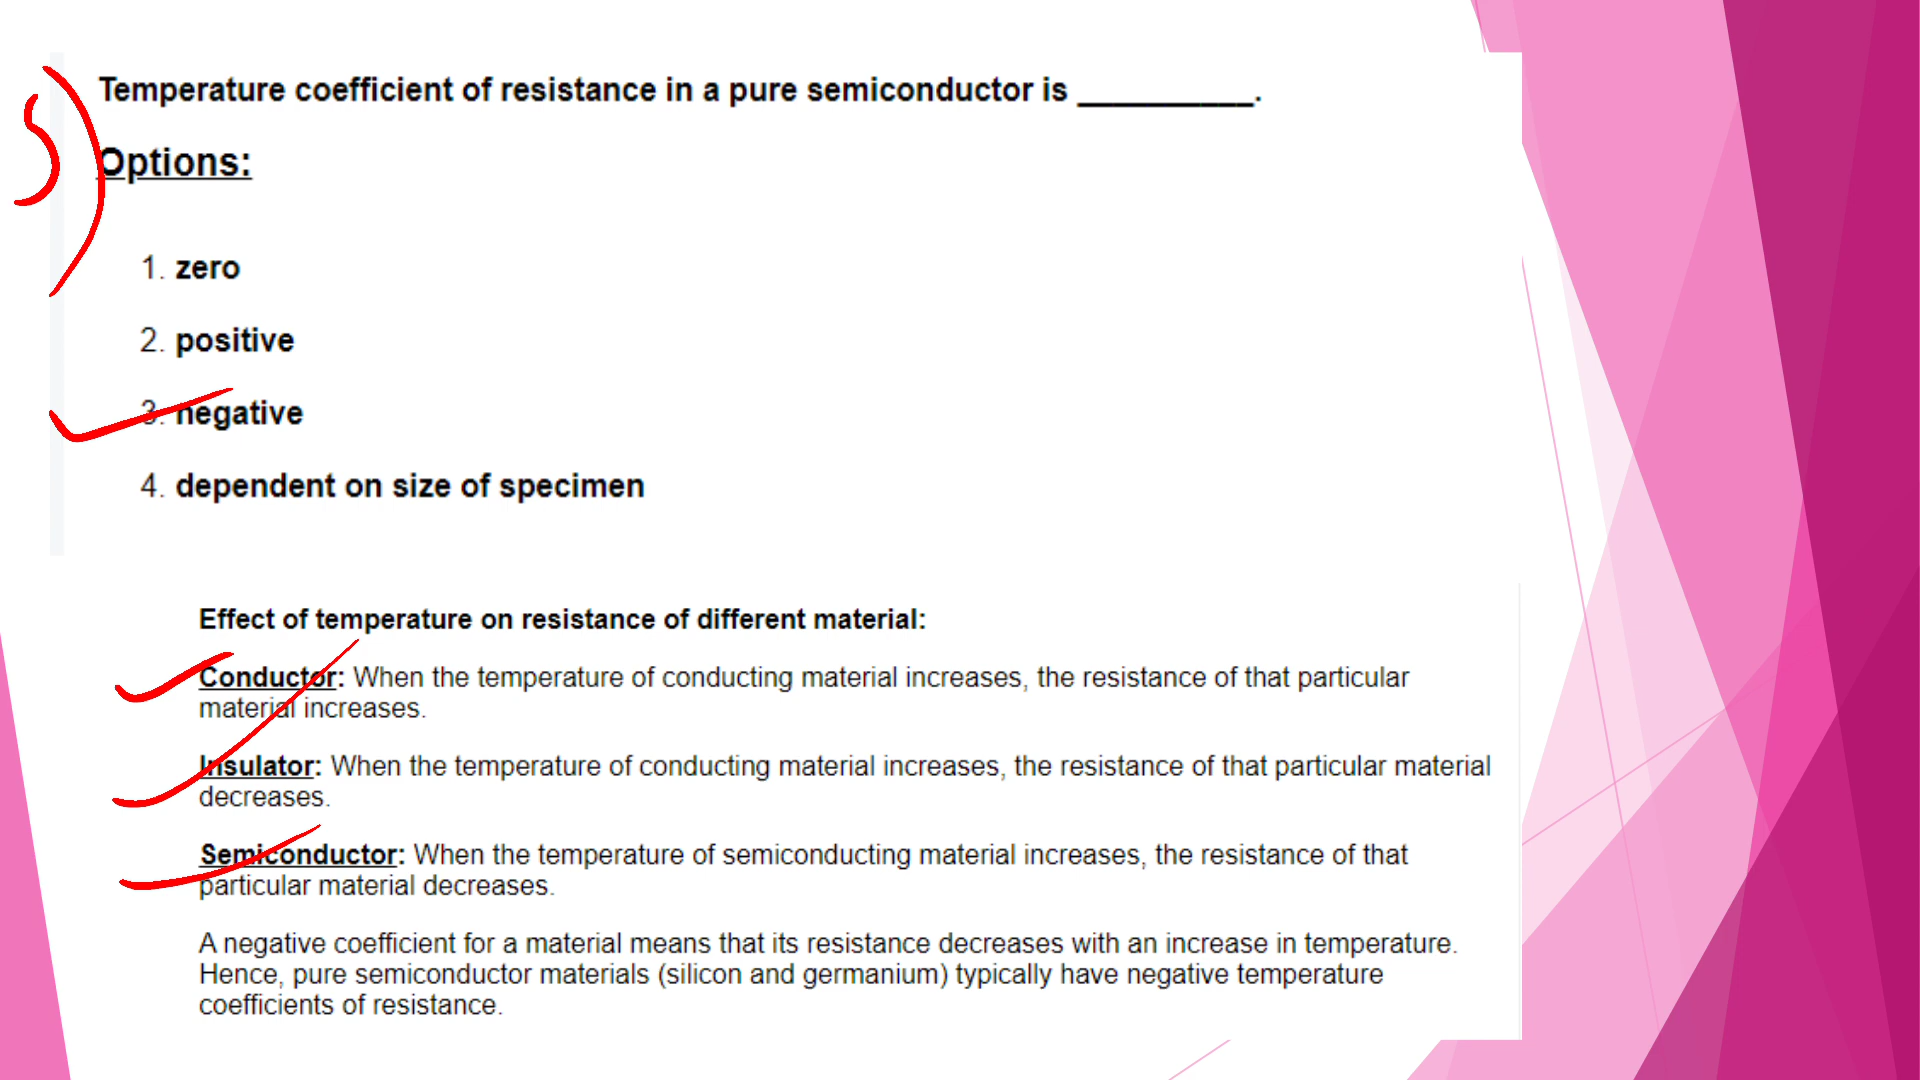 Temperature coefficient of resistance in a pure semiconductor is __________.
Options:
1. zero
2. positive
3. negative
4. dependent on size of specimen
Effect of temperature on resistance of different material:
Conductor: When the temperature of conducting material increases, the resistance of that particular
material increases.
Insulator: When the temperature of conducting material increases, the resistance of that particular material
decreases.
Semiconductor: When the temperature of semiconducting material increases, the resistance of that
particular material decreases.
A negative coefficient for a material means that its resistance decreases with an increase in temperature.
Hence, pure semiconductor materials (silicon and germanium) typically have negative temperature
coefficients of resistance.